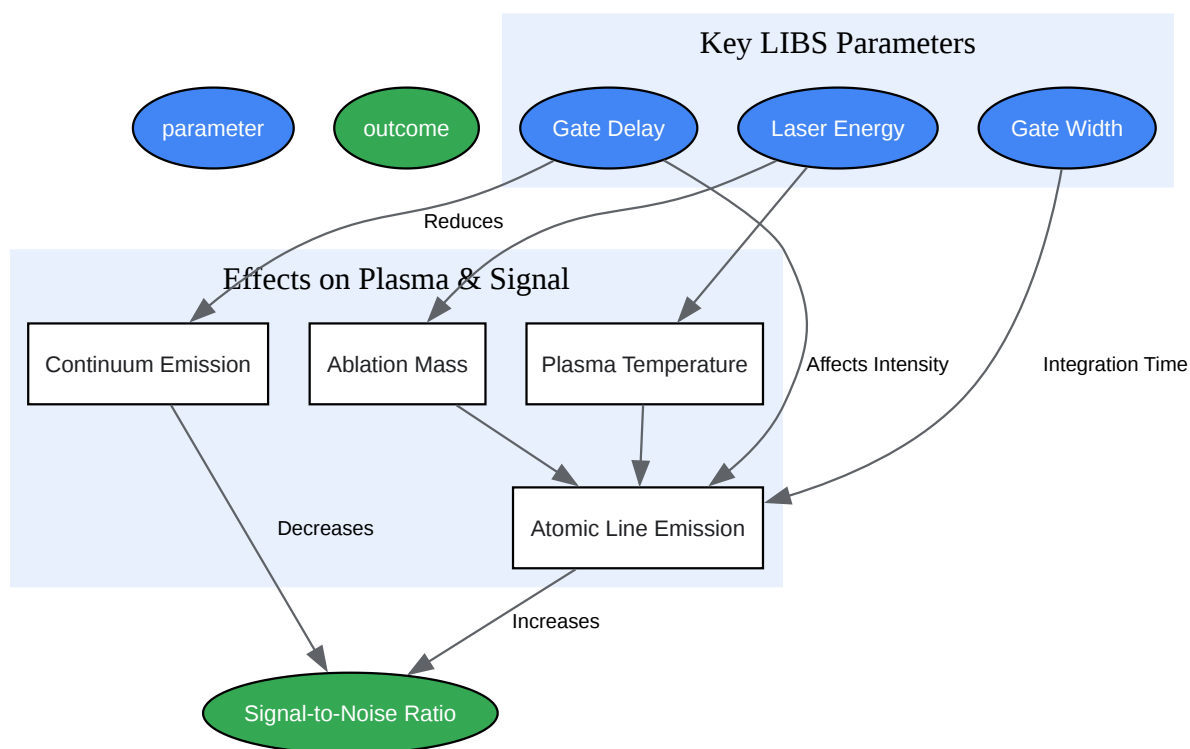 Key LIBS Parameters
parameter
outcome
Gate Delay
Laser Energy
Gate Width
Reduces
Effects on Plasma & Signal
Continuum Emission
Ablation Mass
Plasma Temperature
Affects Intensity
Integration Time
Decreases
Atomic Line Emission
Increases
Signal-to-Noise Ratio